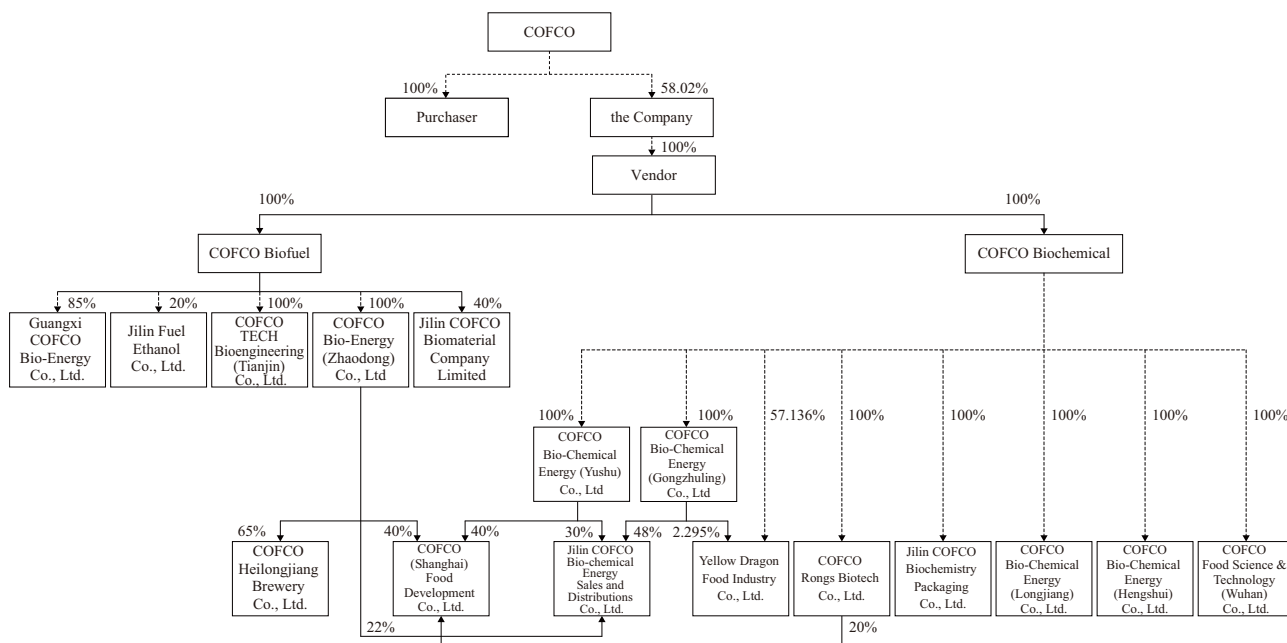 COFCO
100%
58.02%
Purchaser
the Company
100%
Vendor
100%
100%
COFCO Biofuel
COFCO Biochemical
85%
20%
100%
100%
40%
Guangxi
COFCO
Bio-Energy
Co., Ltd.
Jilin Fuel
Ethanol
Co., Ltd.
COFCO
TECH
Bioengineering
(Tianjin)
Co., Ltd.
COFCO
Bio-Energy
(Zhaodong)
Co., Ltd
Jilin COFCO
Biomaterial
Company
Limited
100%
100%
57.136%
100%
100%
100%
100%
100%
COFCO
Bio-Chemical
Energy (Yushu)
Co., Ltd
COFCO
Bio-Chemical
Energy
(Gongzhuling)
Co., Ltd
65%
40%
40%
30%
48%
2.295%
COFCO
Heilongjiang
Brewery
Co., Ltd.
COFCO
(Shanghai)
Food
Development
Co., Ltd.
Jilin COFCO
Bio-chemical
Energy
Sales and
Distributions
Co., Ltd.
Yellow Dragon
Food Industry
Co., Ltd.
COFCO
Rongs Biotech
Co., Ltd.
Jilin COFCO
Biochemistry
Packaging
Co., Ltd.
COFCO
Bio-Chemical
Energy
(Longjiang)
Co., Ltd.
COFCO
Bio-Chemical
Energy
(Hengshui)
Co., Ltd.
COFCO
Food Science &
Technology
(Wuhan)
Co., Ltd.
22%
20%